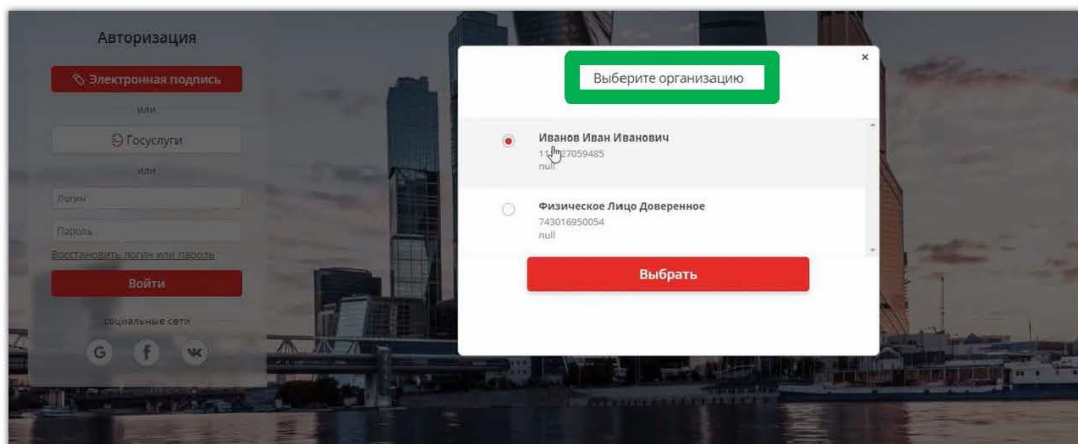 Авторизация
Электронная подпись
или
Госуслуги
или
Логин
Пароль
Восстановить логин или пароль
Войти
социальные сети
G f
Выберите организацию
×
Иванов Иван Иванович
null
Физическое Лицо Доверенное
743016950054
null
Выбрать